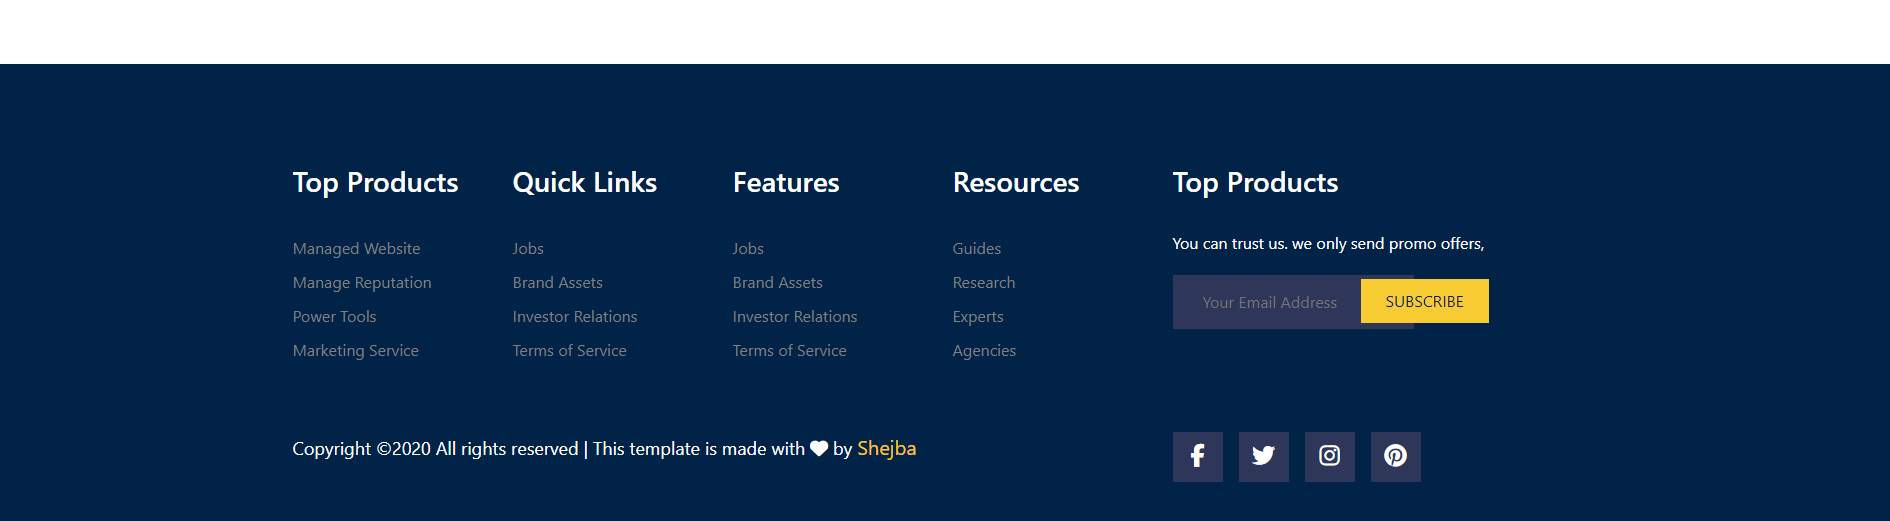 Top Products
Managed Website
Manage Reputation
Power Tools
Marketing Service
Quick Links
Jobs
Brand Assets
Investor Relations
Terms of Service
Features
Jobs
Brand Assets
Investor Relations
Terms of Service
Resources
Guides
Research
Experts
Agencies
Top Products
You can trust us. we only send promo offers,
Your Email Address
SUBSCRIBE
Copyright ©2020 All rights reserved | This template is made with ♥ by Shejba